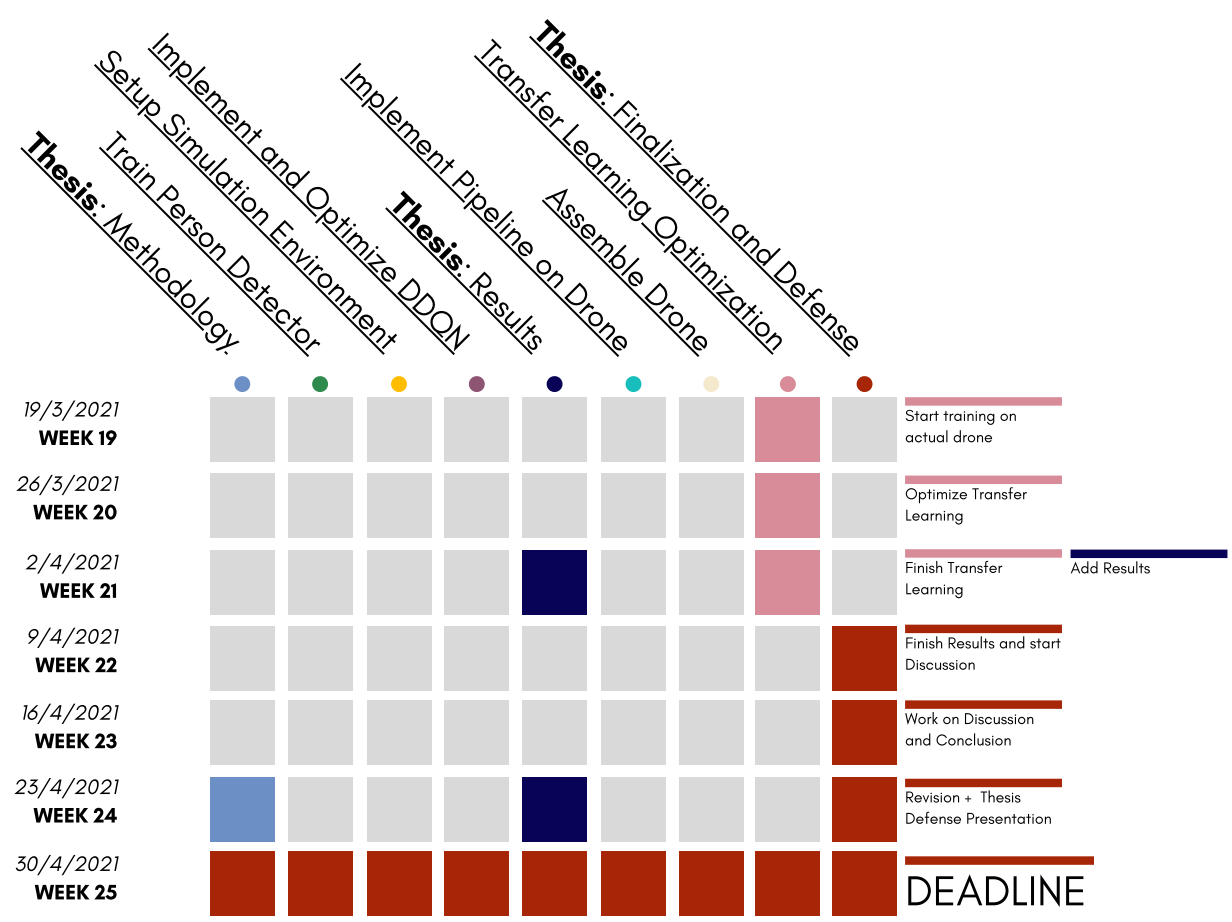 Thesis: Methodology
Train Person Detector
Setup Simulation Environment
Implement and Optimize DDQN
Thesis: Results
Implement Pipeline on Drone
Assemble Drone
Transfer Learning Optimization
Thesis: Finalization and Defense
19/3/2021
WEEK 19
Start training on
actual drone
26/3/2021
WEEK 20
Optimize Transfer
Learning
2/4/2021
WEEK 21
Finish Transfer
Learning
Add Results
9/4/2021
WEEK 22
Finish Results and start
Discussion
16/4/2021
WEEK 23
Work on Discussion
and Conclusion
23/4/2021
WEEK 24
Revision + Thesis
Defense Presentation
30/4/2021
WEEK 25
DEADLINE